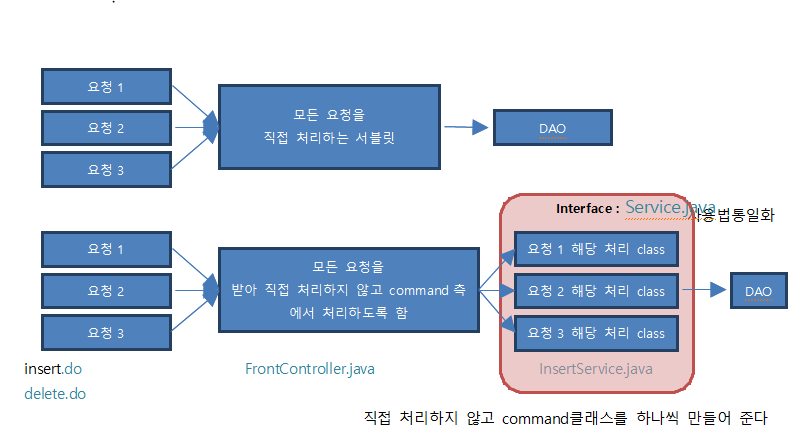 요청 1
요청 2
요청 3
모든 요청을
직접 처리하는 서블릿
DAO
Interface : Service.java
사용법통일화
요청 1
요청 2
요청 3
모든 요청을
받아 직접 처리하지 않고 command 측
에서 처리하도록 함
요청 1 해당 처리 class
요청 2 해당 처리 class
요청 3 해당 처리 class
DAO
insert.do
delete.do
FrontController.java
InsertService.java
직접 처리하지 않고 command클래스를 하나씩 만들어 준다